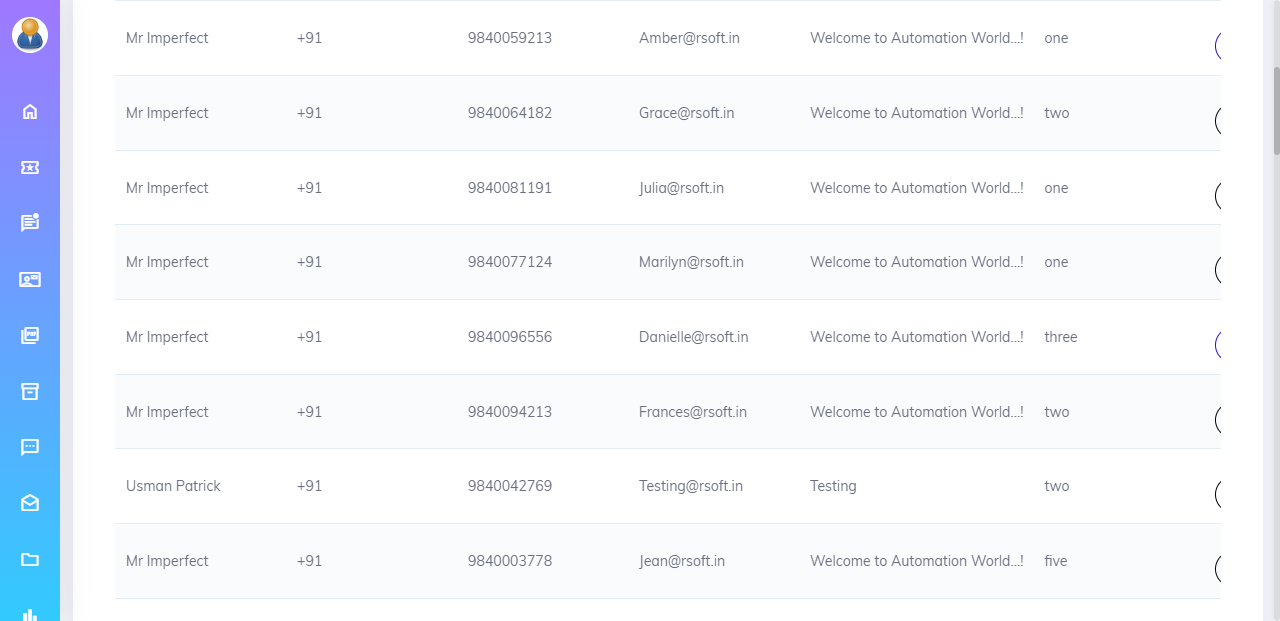 Mr Imperfect +91 9840059213 Amber@rsoft.in Welcome to Automation World...! one
Mr Imperfect +91 9840064182 Grace@rsoft.in Welcome to Automation World...! two
Mr Imperfect +91 9840081191 Julia@rsoft.in Welcome to Automation World...! one
Mr Imperfect +91 9840077124 Marilyn@rsoft.in Welcome to Automation World...! one
Mr Imperfect +91 9840096556 Danielle@rsoft.in Welcome to Automation World...! three
Mr Imperfect +91 9840094213 Frances@rsoft.in Welcome to Automation World...! two
Usman Patrick +91 9840042769 Testing@rsoft.in Testing two
Mr Imperfect +91 9840003778 Jean@rsoft.in Welcome to Automation World...! five